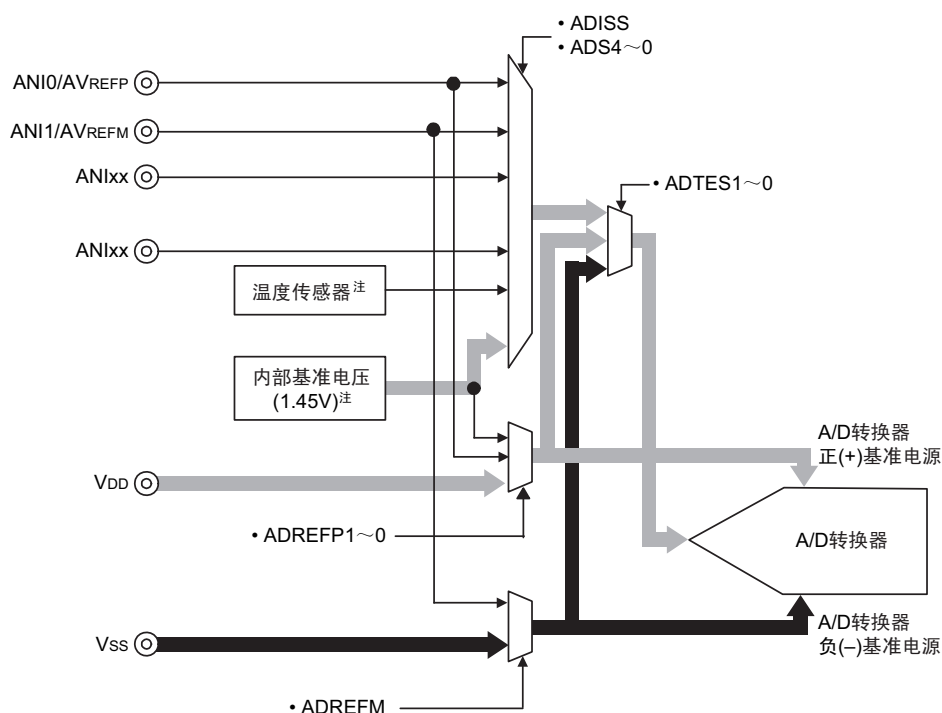 • ADISS
• ADS4～0
ANI0/AVREFP
ANI1/AVREFM
ANIxx
• ADTES1～0
ANIxx
温度传感器注
内部基准电压
(1.45V)注
A/D转换器
正(+)基准电源
VDD
• ADREFP1～0
A/D转换器
A/D转换器
负(–)基准电源
VSS
• ADREFM